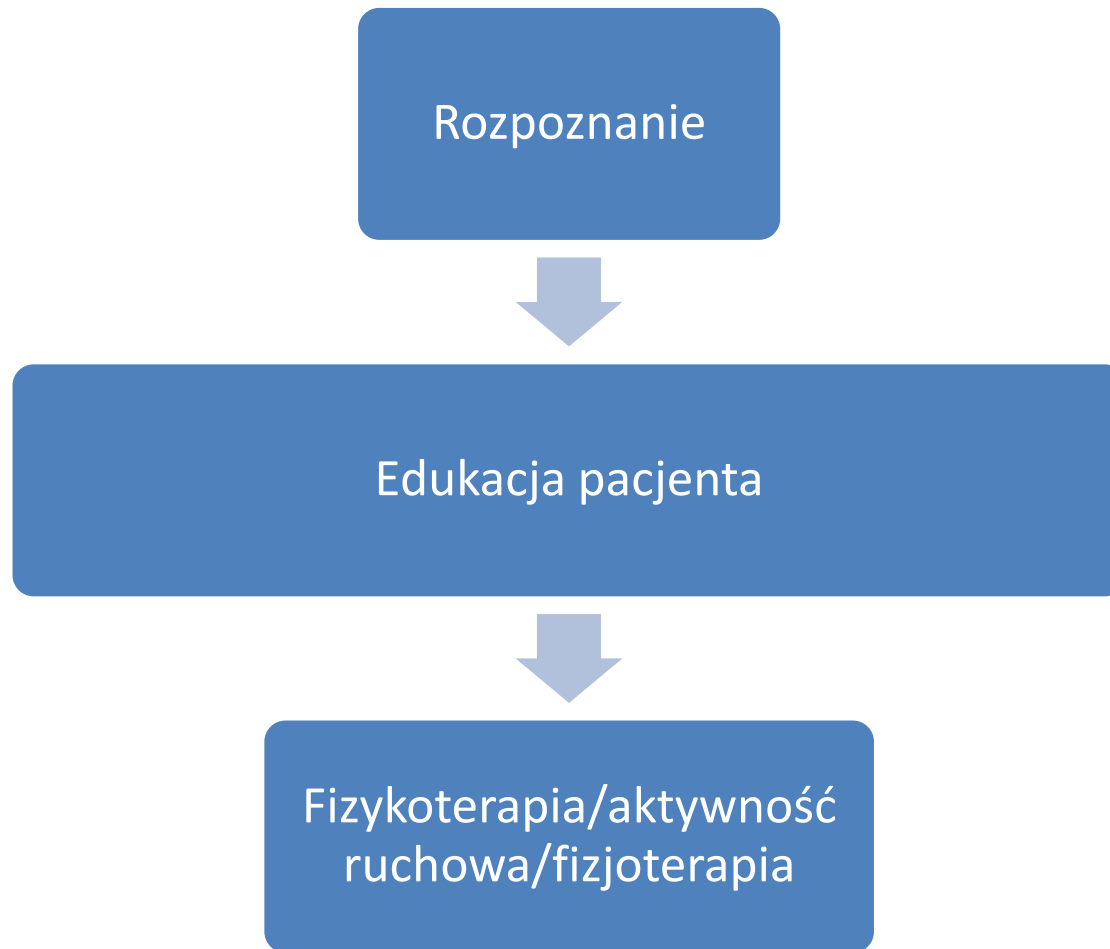 Rozpoznanie
Edukacja pacjenta
Fizykoterapia/aktywność
ruchowa/fizjoterapia